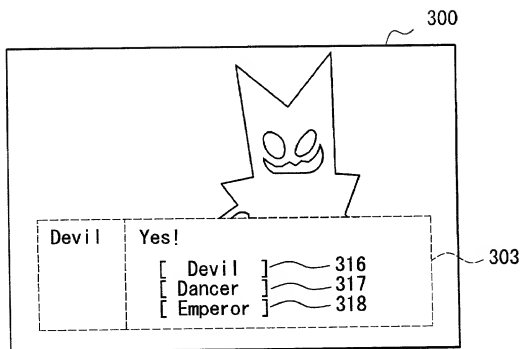 300
Devil Yes!
[ Devil ] 316
303
[ Dancer ] 317
[ Emperor ] 318